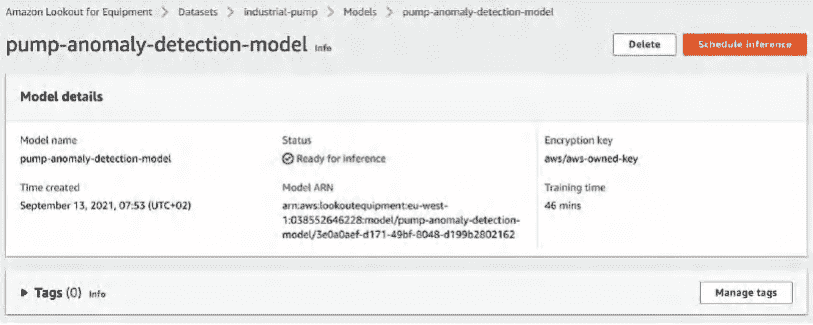 Amazon Lookout for Equipment > Datasets > industrial-pump > Models > pump-anomaly-detection-model
pump-anomaly-detection-model Info
Delete
Schedule inference
Model details
Model name
pump-anomaly-detection-model
Status
Ready for inference
Encryption key
aws/aws-owned-key
Time created
September 13, 2021, 07:53 (UTC+02)
Model ARN
arn:aws:lookoutequipment:eu-west-
1:038552646228:model/pump-anomaly-detection-
model/3e0a0aef-d171-49bf-8048-d199b2802162
Training time
46 mins
Tags (0) Info
Manage tags